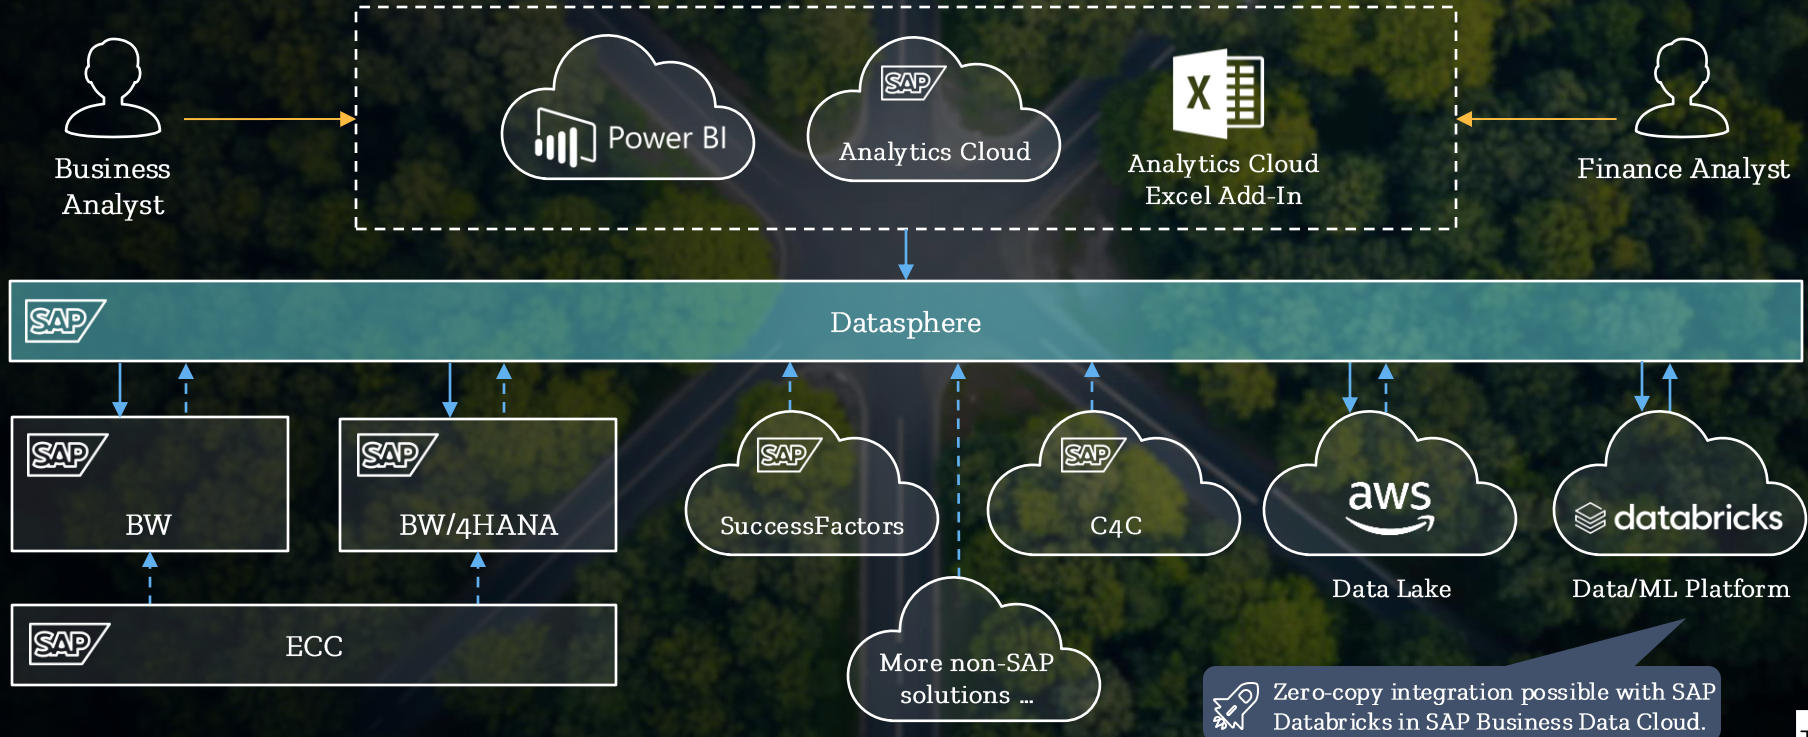 Business
Analyst
Power BI
SAP
Analytics Cloud
X
Analytics Cloud
Excel Add-In
Finance Analyst
SAP
Datasphere
SAP
BW
SAP
BW/4HANA
SAP
SuccessFactors
SAP
C4C
aws
Data Lake
databricks
Data/ML Platform
SAP
ECC
More non-SAP
solutions ...
Zero-copy integration possible with SAP
Databricks in SAP Business Data Cloud.